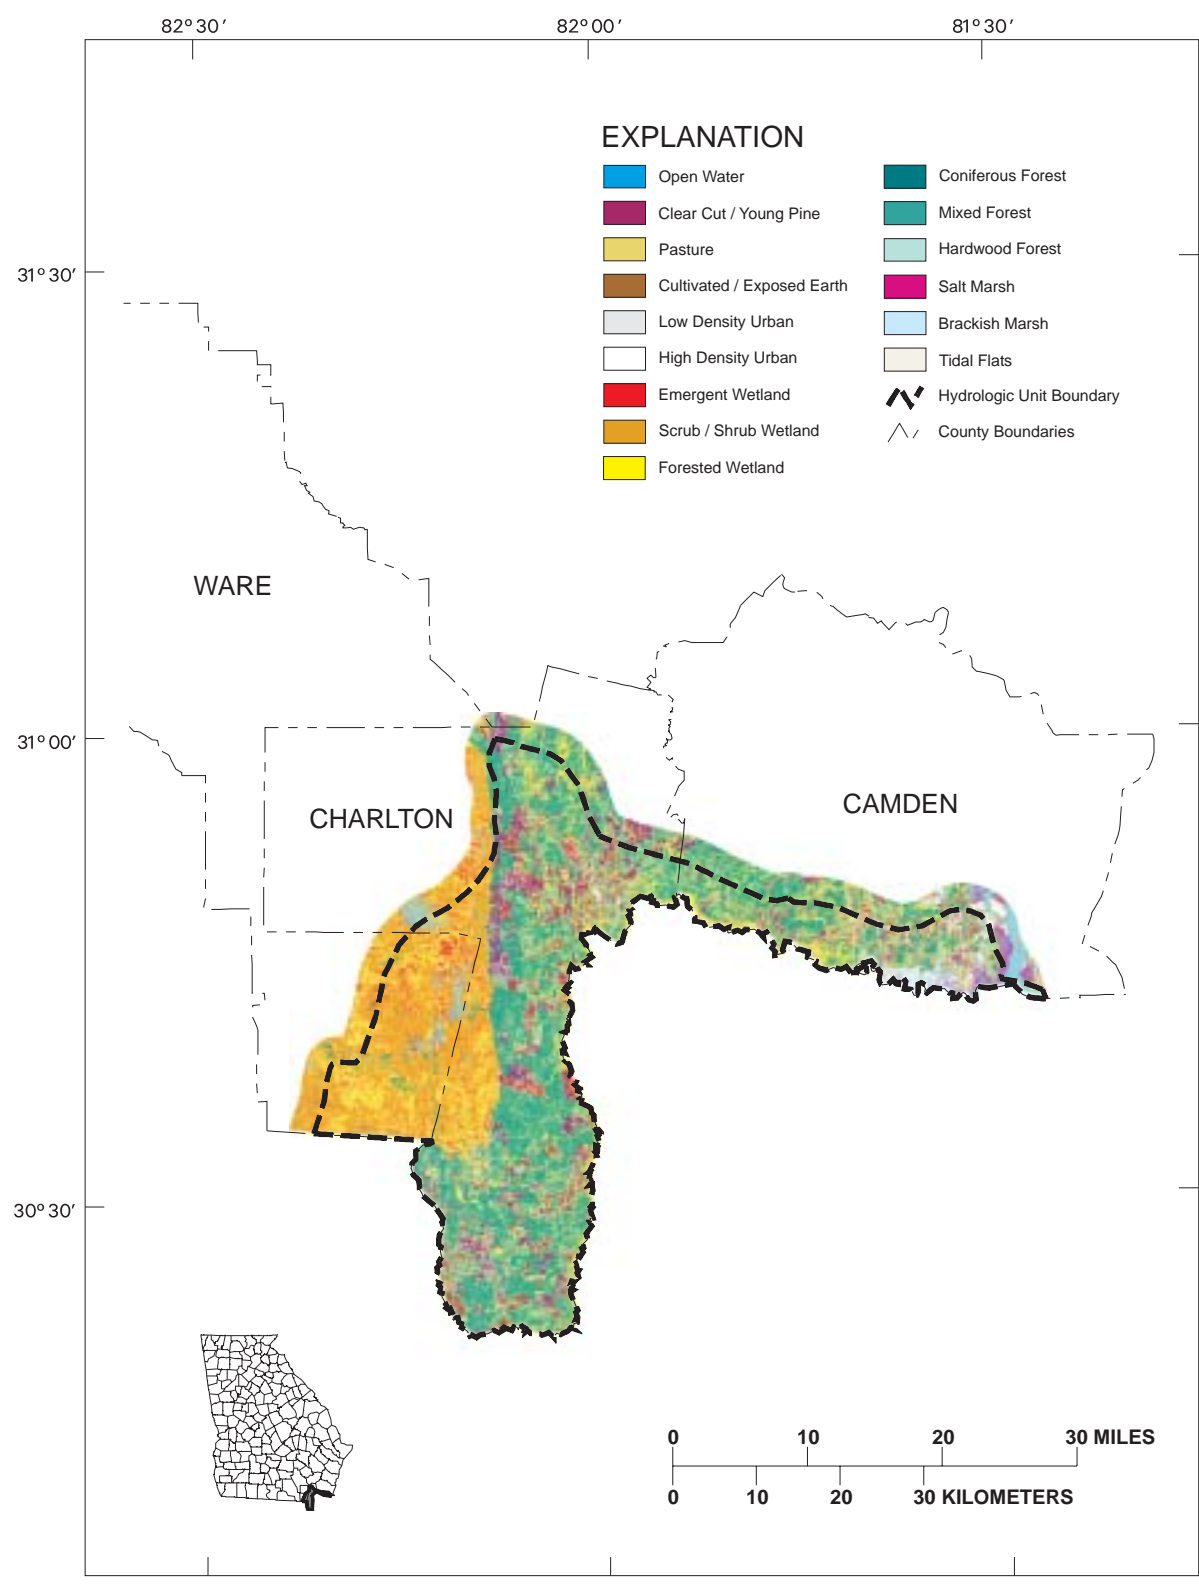 82°30′ 82°00′ 81°30′
EXPLANATION
Open Water
Clear Cut / Young Pine
Pasture
Cultivated / Exposed Earth
Low Density Urban
High Density Urban
Emergent Wetland
Scrub / Shrub Wetland
Forested Wetland
Coniferous Forest
Mixed Forest
Hardwood Forest
Salt Marsh
Brackish Marsh
Tidal Flats
Hydrologic Unit Boundary
County Boundaries
31°30′
WARE
31°00′
CHARLTON
CAMDEN
30°30′
0 10 20 30 MILES
0 10 20 30 KILOMETERS